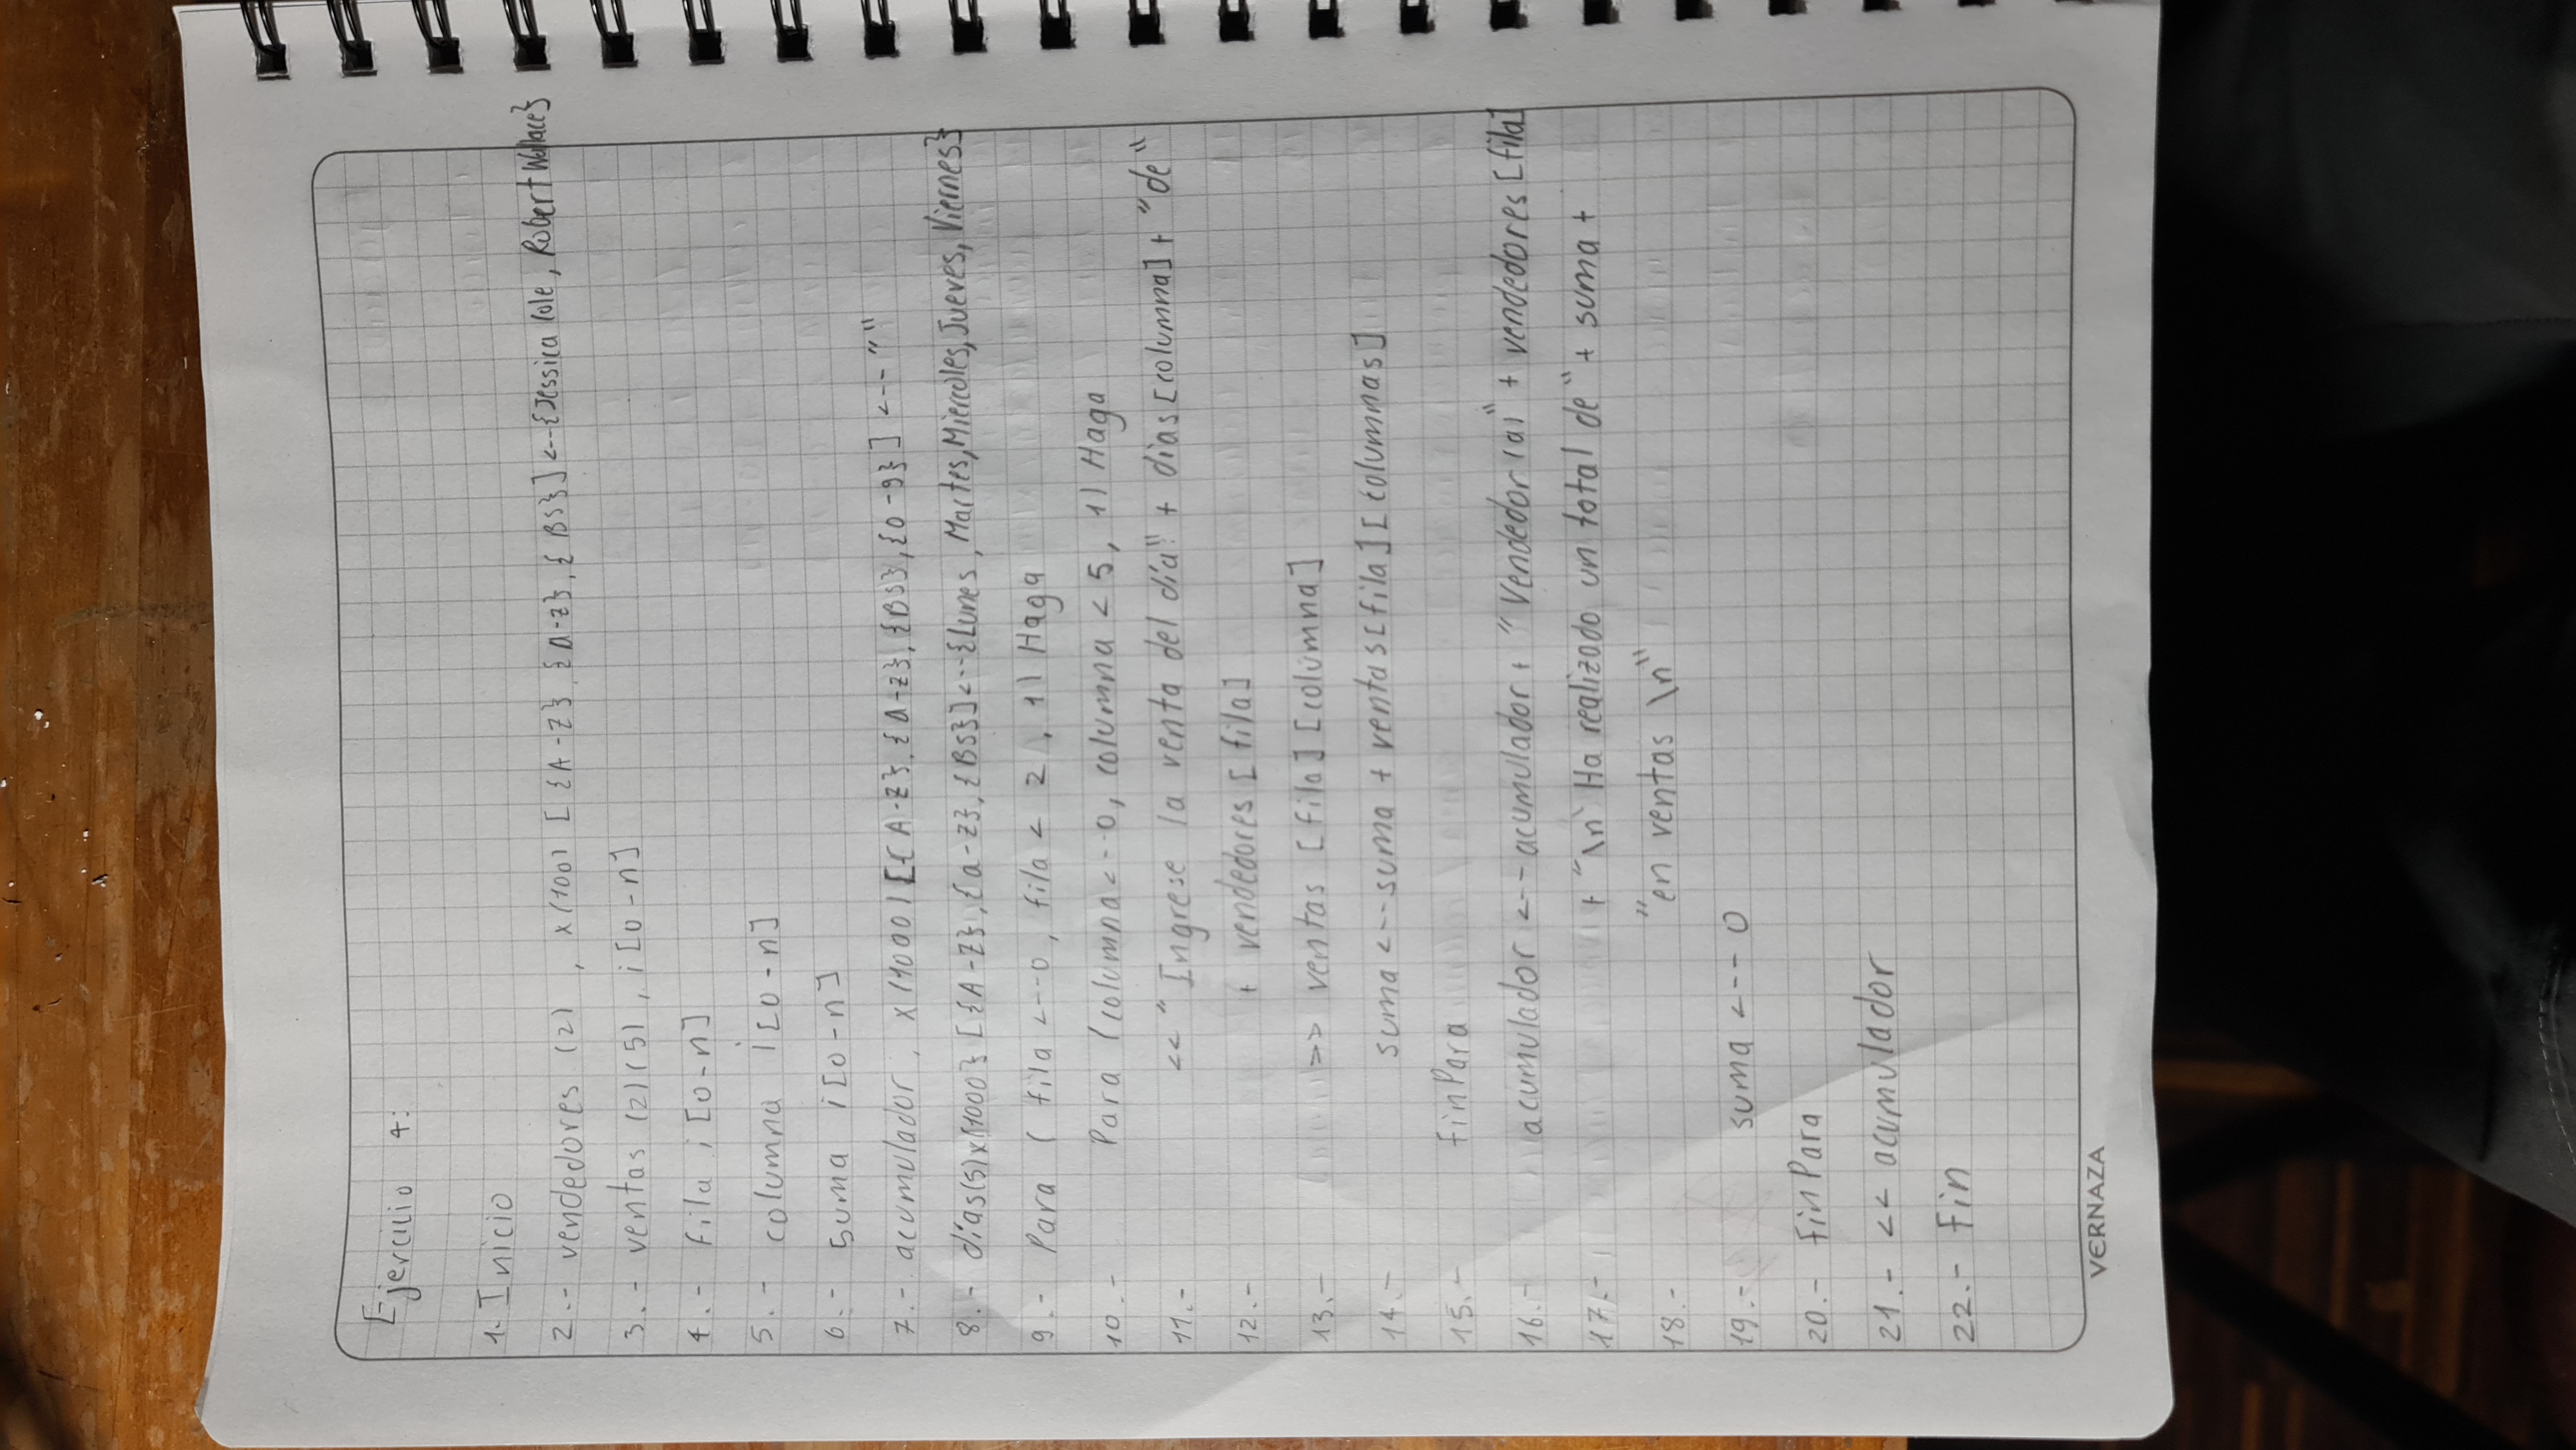 Ejercicio 4:
1- Inicio
2.- vendedores (2) , x(100) [ {A-Z}, {a-z}, { BS}] <--{Jessica Cole, Robert Wallace}
3.- ventas (2)(5), i[0-n]
4.- fila i [0-n]
5.- columna i[0-n]
6.- suma i[0-n]
7.- acumulador, x(1000) [{A-Z}, {a-z}, {BS}, {0-9}] <-- ""
8.- días(5)x(1000} [{A-Z}, {a-z}, {BS}]<--{Lunes, Martes, Miercoles, Jueves, Viernes}
9.- Para ( fila <--0, fila < 2 , 1) Haga
10 - Para (columna<--0, columna < 5, 1) Haga
11.- << "Ingrese la venta del día" + dias[columna] + "de"
12.- + vendedores [fila]
13.- >> ventas [fila] [columna]
14.- suma <--suma + ventas[fila] [columnas]
15.- finPara
16.- acumulador <-- acumulador + "Vendedor(a)" + vendedores [fila]
17.- + "\n Ha realizado un total de" + suma +
18.- "en ventas \n"
19.- suma <-- 0
20.- finPara
21.- << acumulador
22.- fin
VERNAZA